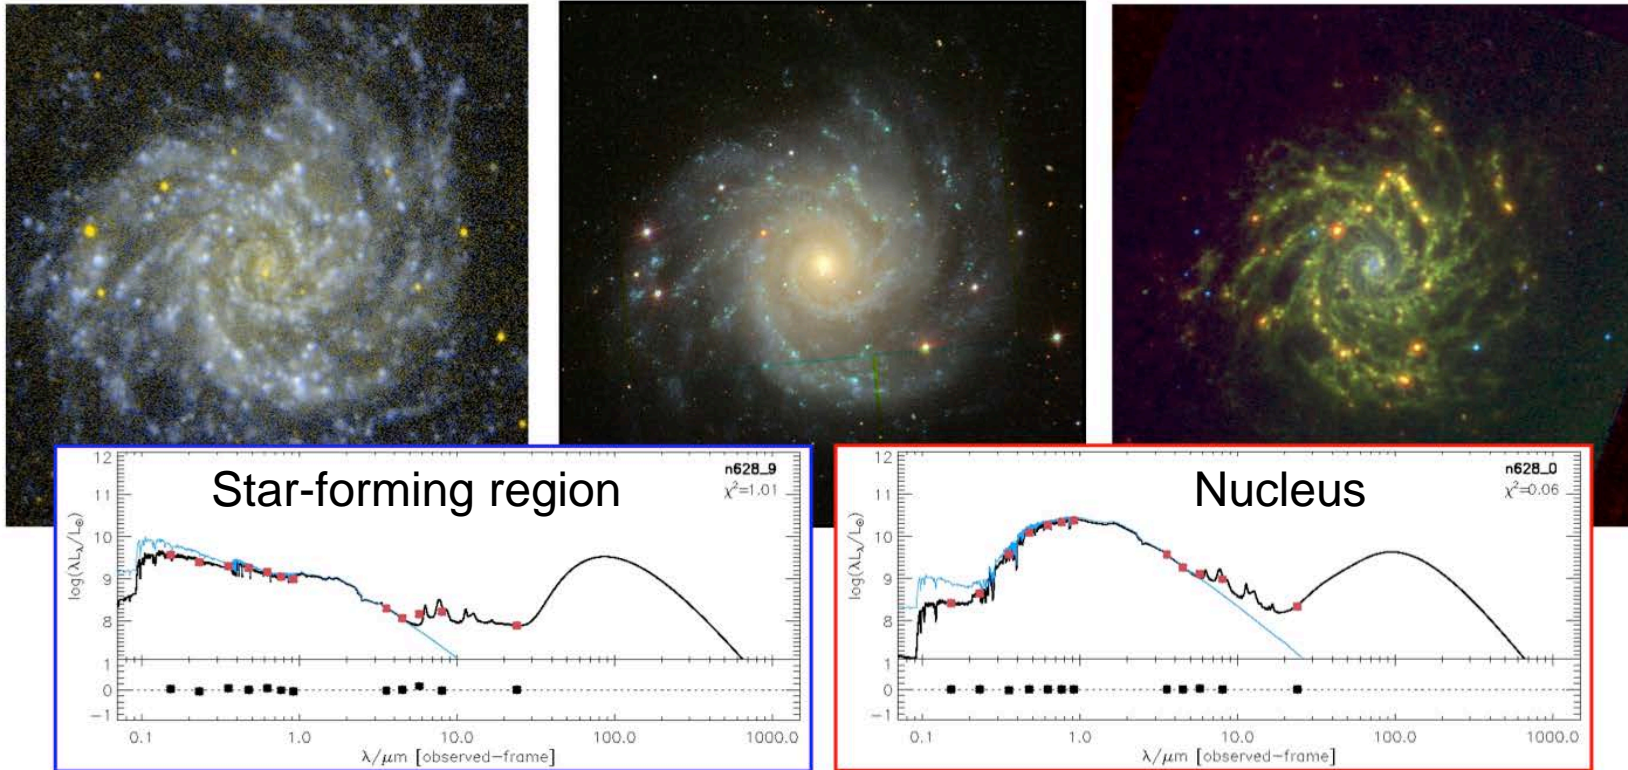 Star-forming region
n628_9
χ²=1.01
12
11
10
9
8
log(λL_λ/L_⊙)
1
0
−1
0.1 1.0 10.0 100.0 1000.0
λ/μm [observed−frame]
Nucleus
n628_0
χ²=0.06
12
11
10
9
8
log(λL_λ/L_⊙)
1
0
−1
0.1 1.0 10.0 100.0 1000.0
λ/μm [observed−frame]